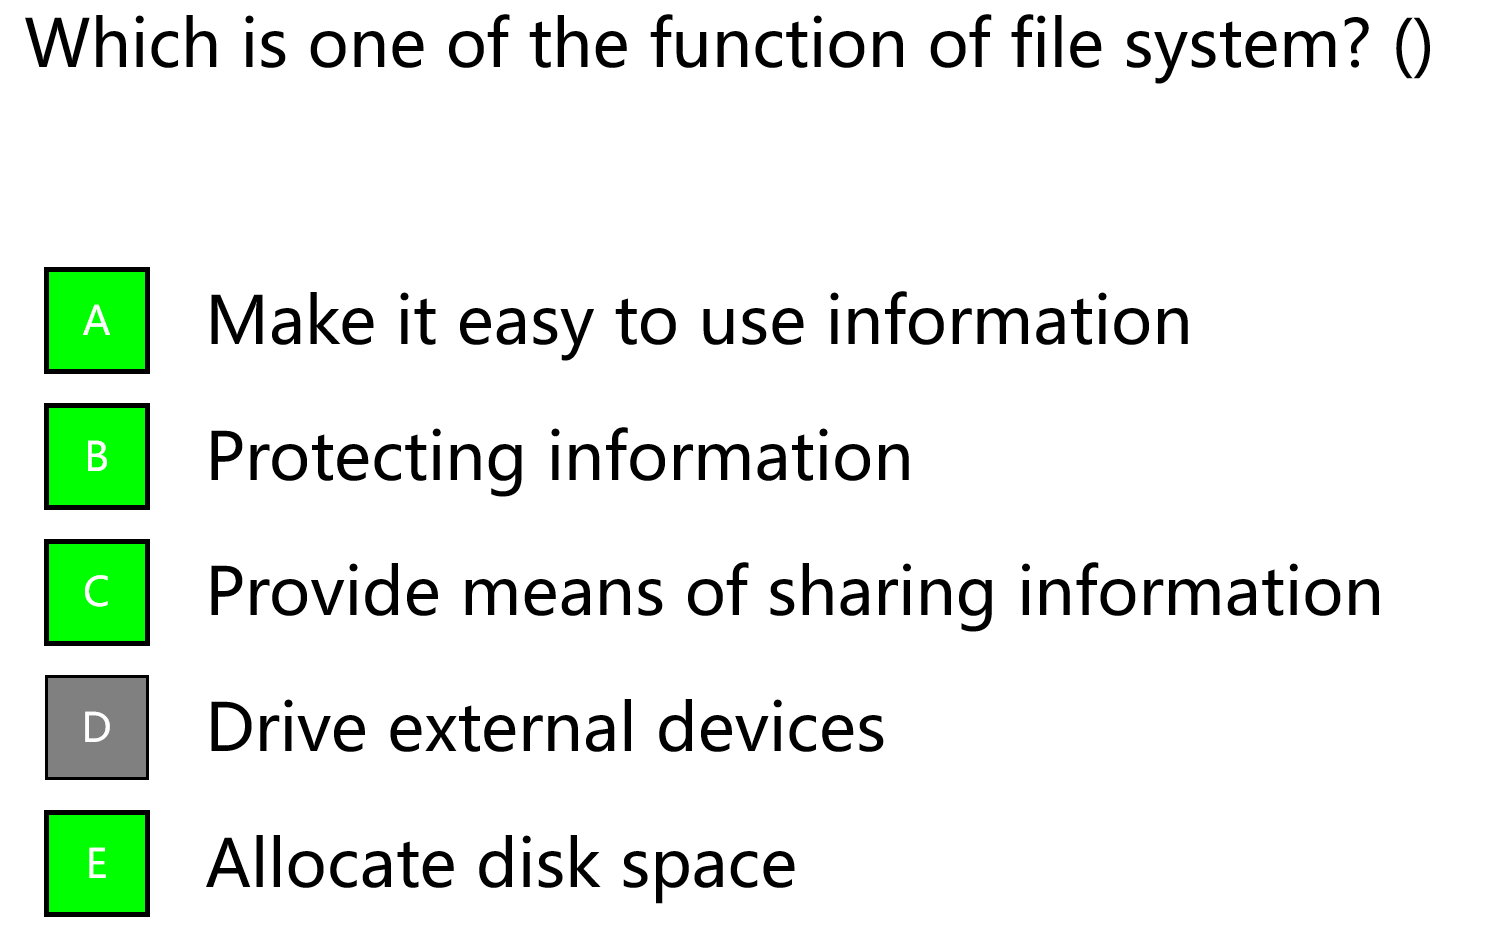 Which is one of the function of file system? ()
A Make it easy to use information
B Protecting information
C Provide means of sharing information
D Drive external devices
E Allocate disk space